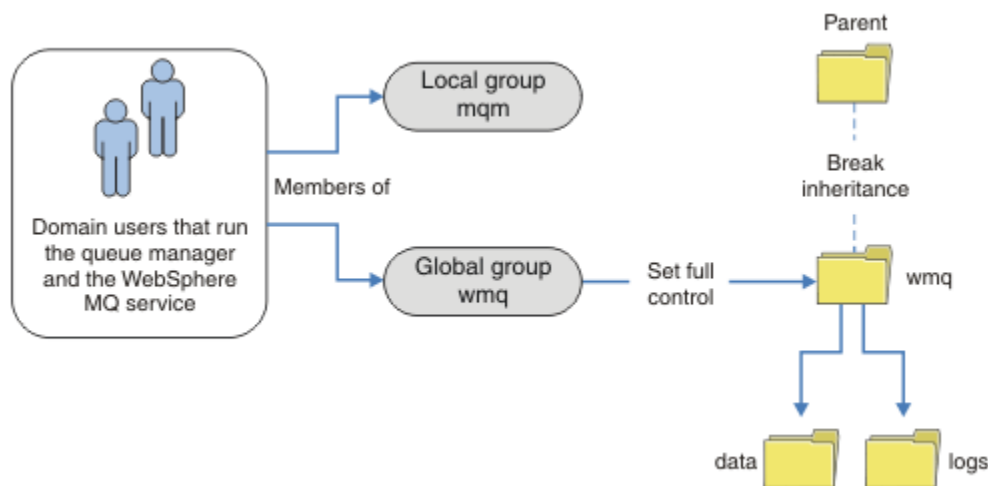 Parent
Local group
mqm
Break
inheritance
Members of
Domain users that run
the queue manager
and the WebSphere
MQ service
Global group
wmq
Set full
control
wmq
data
logs